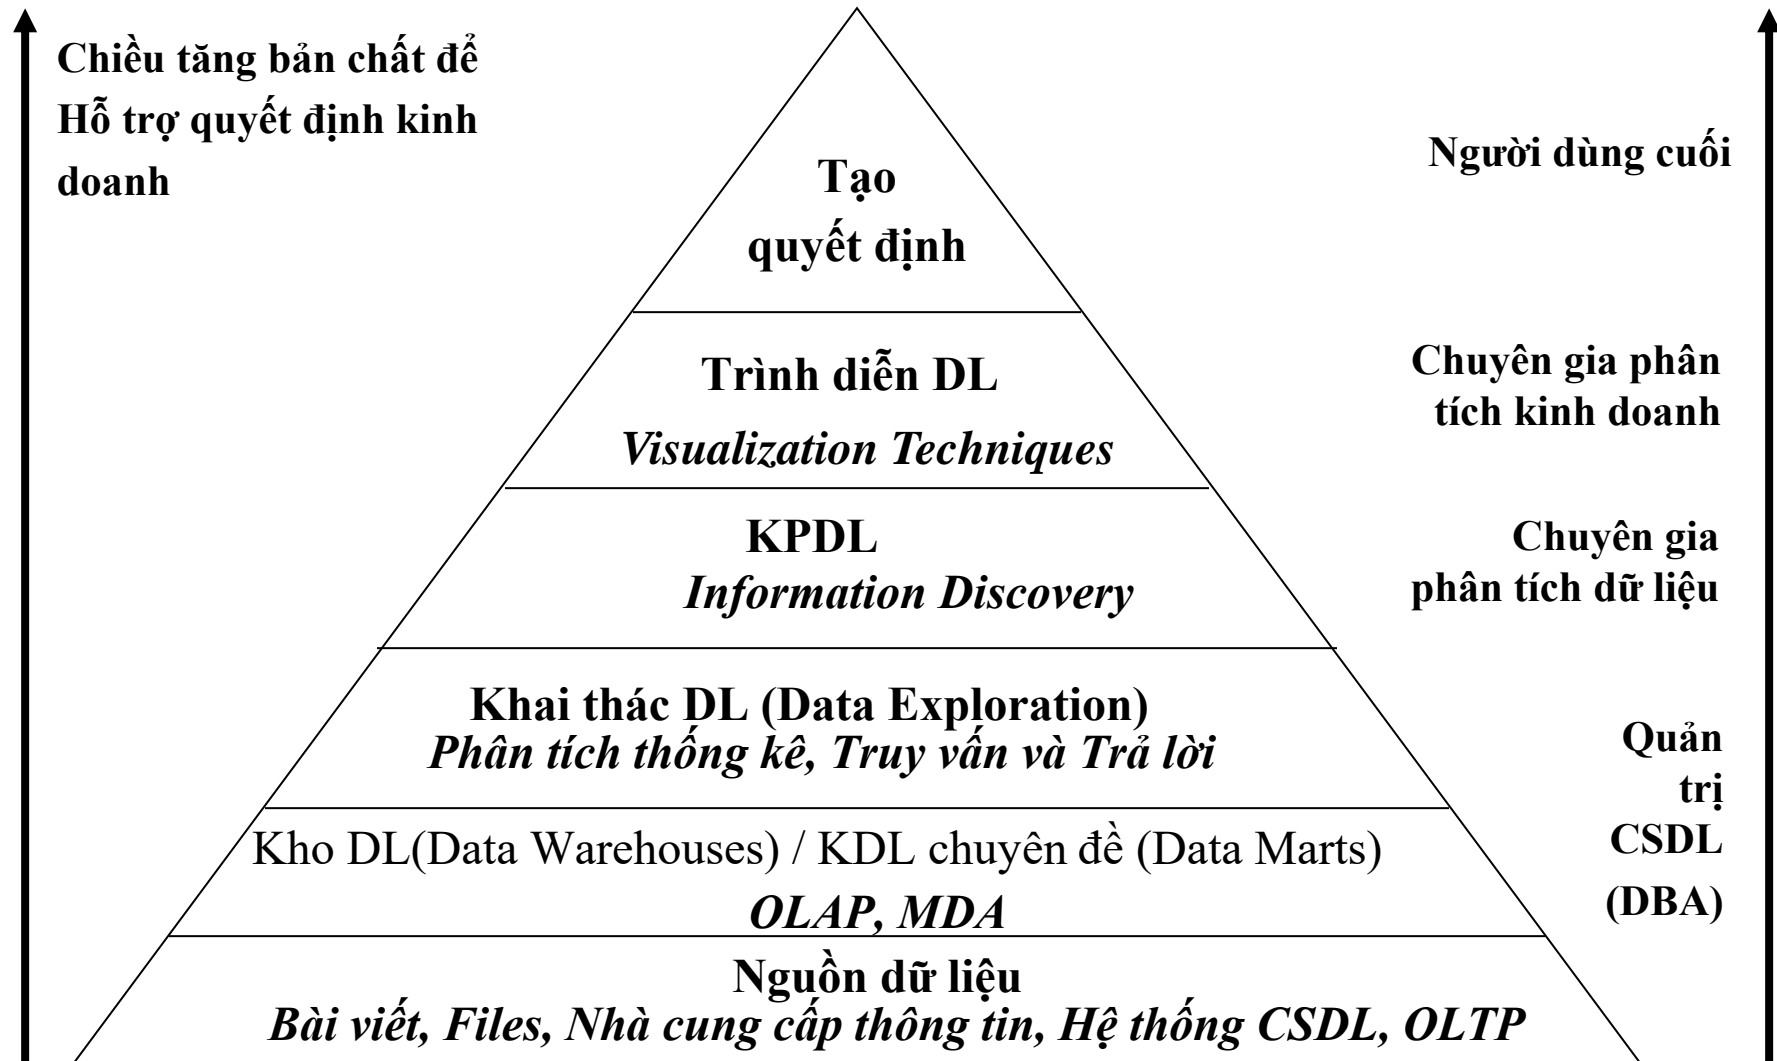 Chiều tăng bản chất để
Hỗ trợ quyết định kinh
doanh
Người dùng cuối
Tạo
quyết định
Trình diễn DL
Visualization Techniques
Chuyên gia phân
tích kinh doanh
KPDL
Information Discovery
Chuyên gia
phân tích dữ liệu
Khai thác DL (Data Exploration)
Phân tích thống kê, Truy vấn và Trả lời
Kho DL(Data Warehouses) / KDL chuyên đề (Data Marts)
OLAP, MDA
Quản
trị
CSDL
(DBA)
Nguồn dữ liệu
Bài viết, Files, Nhà cung cấp thông tin, Hệ thống CSDL, OLTP